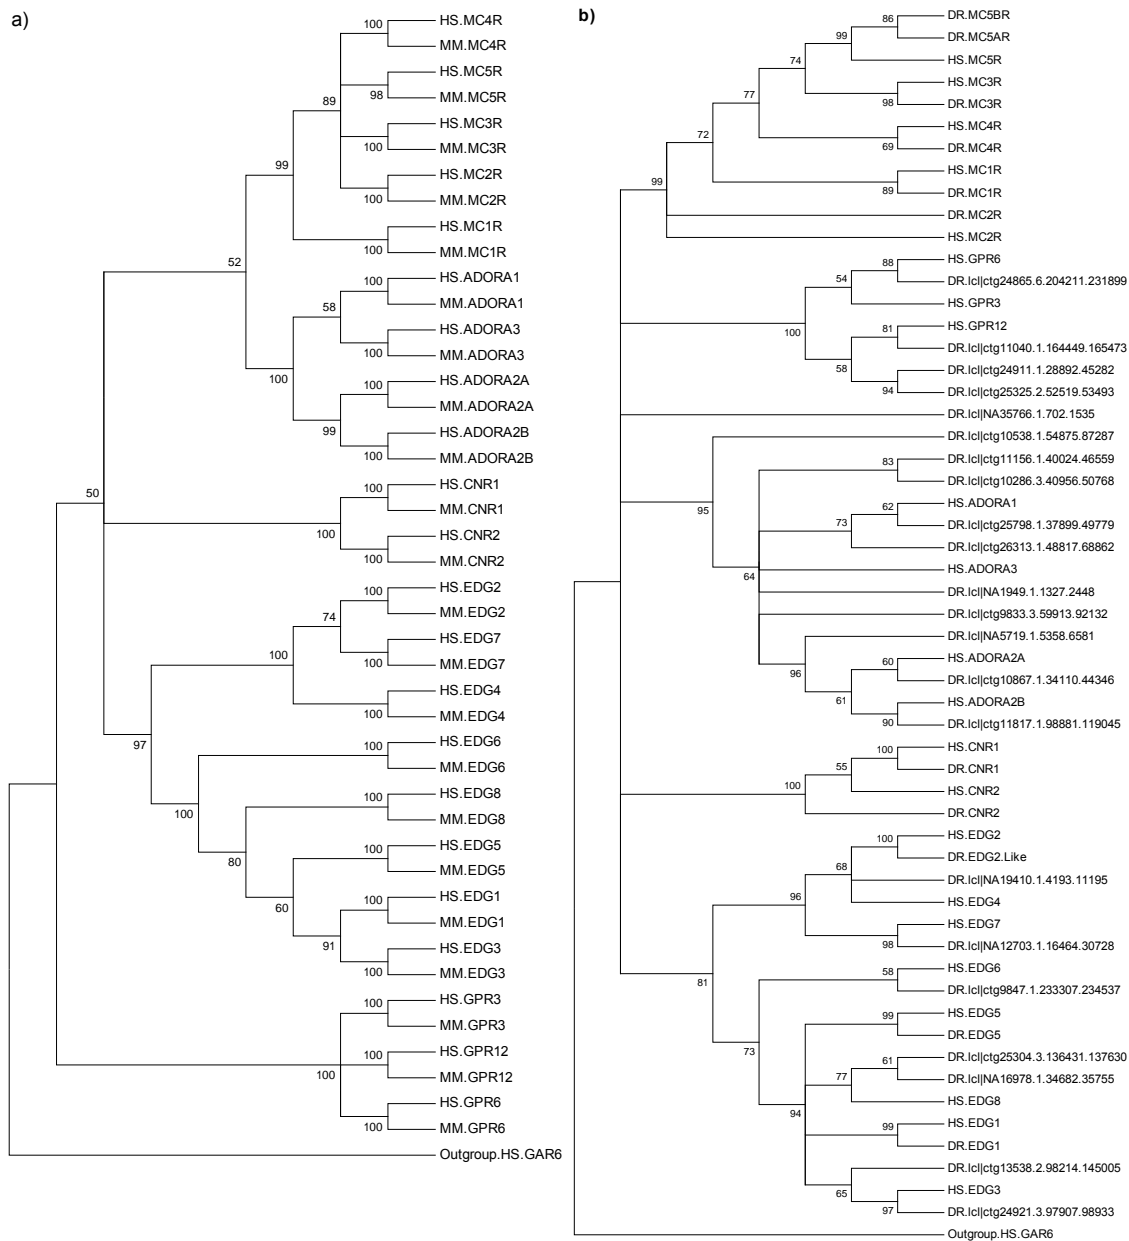 a)
HS.MC4R
MM.MC4R
HS.MC5R
MM.MC5R
HS.MC3R
MM.MC3R
HS.MC2R
MM.MC2R
HS.MC1R
MM.MC1R
HS.ADORA1
MM.ADORA1
HS.ADORA3
MM.ADORA3
HS.ADORA2A
MM.ADORA2A
HS.ADORA2B
MM.ADORA2B
HS.CNR1
MM.CNR1
HS.CNR2
MM.CNR2
HS.EDG2
MM.EDG2
HS.EDG7
MM.EDG7
HS.EDG4
MM.EDG4
HS.EDG6
MM.EDG6
HS.EDG8
MM.EDG8
HS.EDG5
MM.EDG5
HS.EDG1
MM.EDG1
HS.EDG3
MM.EDG3
HS.GPR3
MM.GPR3
HS.GPR12
MM.GPR12
HS.GPR6
MM.GPR6
Outgroup.HS.GAR6
100
98
89
100
100
99
100
52
100
58
100
100
100
99
100
50
100
100
100
100
74
100
100
100
97
100
100
100
80
100
60
100
91
100
100
100
100
100
b)
DR.MC5BR
DR.MC5AR
HS.MC5R
HS.MC3R
DR.MC3R
HS.MC4R
DR.MC4R
HS.MC1R
DR.MC1R
DR.MC2R
HS.MC2R
HS.GPR6
DR.lcl|ctg24865.6.204211.231899
HS.GPR3
HS.GPR12
DR.lcl|ctg11040.1.164449.165473
DR.lcl|ctg24911.1.28892.45282
DR.lcl|ctg25325.2.52519.53493
DR.lcl|NA35766.1.702.1535
DR.lcl|ctg10538.1.54875.87287
DR.lcl|ctg11156.1.40024.46559
DR.lcl|ctg10286.3.40956.50768
HS.ADORA1
DR.lcl|ctg25798.1.37899.49779
DR.lcl|ctg26313.1.48817.68862
HS.ADORA3
DR.lcl|NA1949.1.1327.2448
DR.lcl|ctg9833.3.59913.92132
DR.lcl|NA5719.1.5358.6581
HS.ADORA2A
DR.lcl|ctg10867.1.34110.44346
HS.ADORA2B
DR.lcl|ctg11817.1.98881.119045
HS.CNR1
DR.CNR1
HS.CNR2
DR.CNR2
HS.EDG2
DR.EDG2.Like
DR.lcl|NA19410.1.4193.11195
HS.EDG4
HS.EDG7
DR.lcl|NA12703.1.16464.30728
HS.EDG6
DR.lcl|ctg9847.1.233307.234537
HS.EDG5
DR.EDG5
DR.lcl|ctg25304.3.136431.137630
DR.lcl|NA16978.1.34682.35755
HS.EDG8
HS.EDG1
DR.EDG1
DR.lcl|ctg13538.2.98214.145005
HS.EDG3
DR.lcl|ctg24921.3.97907.98933
Outgroup.HS.GAR6
86
99
74
98
77
69
72
89
99
88
54
100
81
58
94
83
95
62
73
64
96
60
61
90
100
55
100
100
68
96
98
81
58
73
99
61
77
94
99
65
97